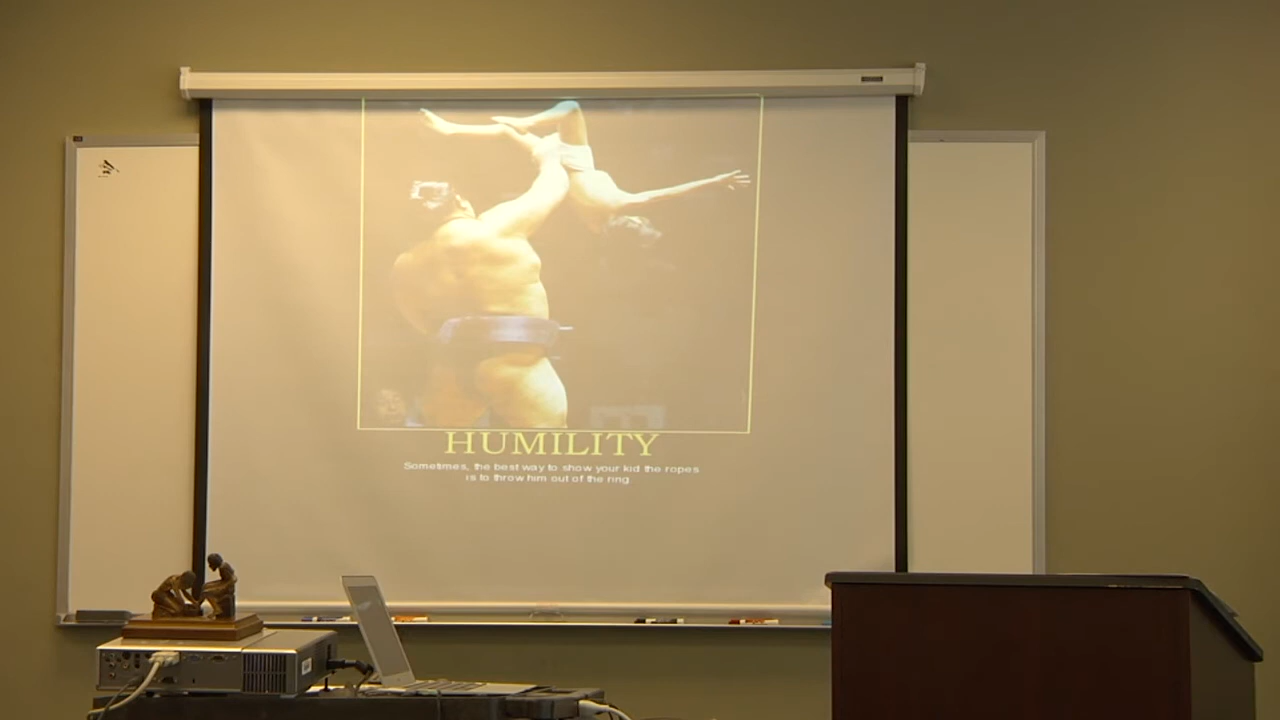 HUMILITY
Sometimes, the best way to show your kid the ropes
is to throw him out of the ring